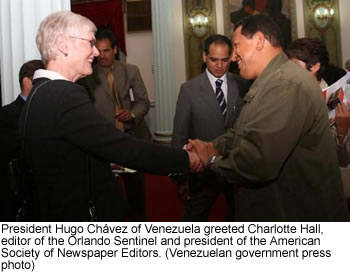 President Hugo Chávez of Venezuela greeted Charlotte Hall,
editor of the Orlando Sentinel and president of the American
Society of Newspaper Editors. (Venezuelan government press
photo)